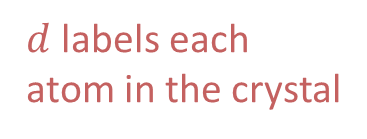 d labels each
atom in the crystal